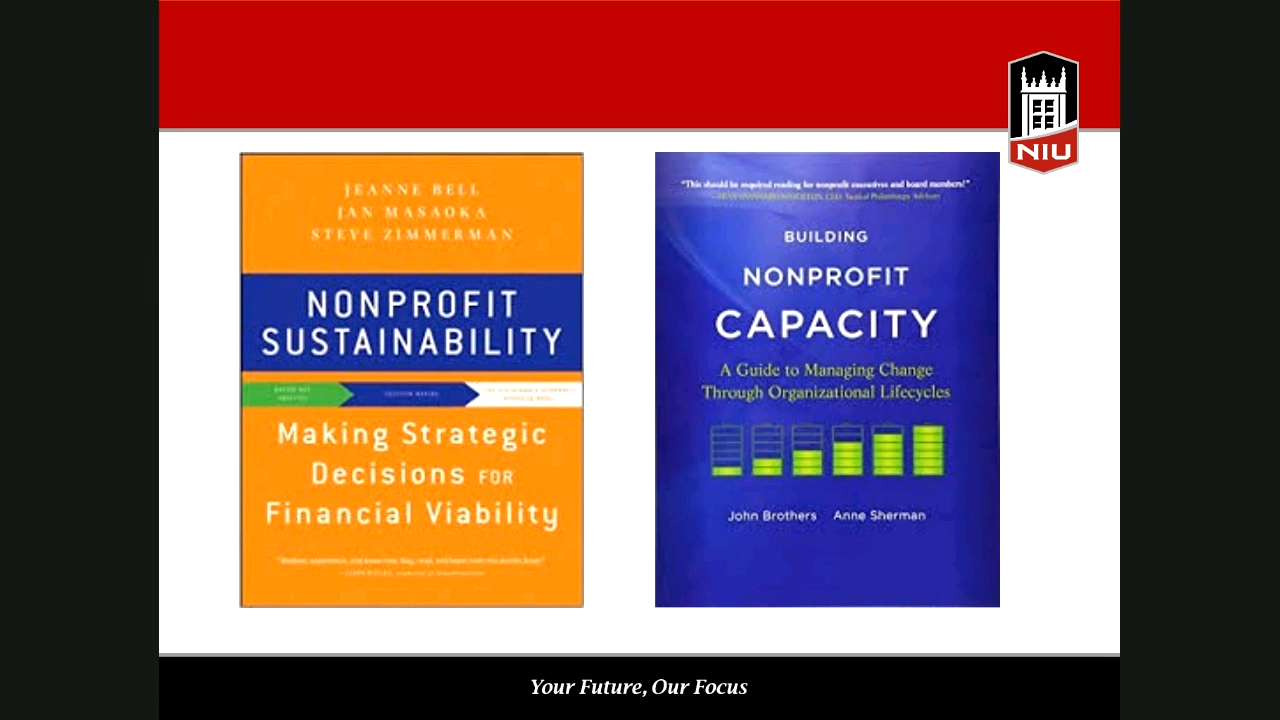 NIU
JEANNE BELL
JAN MASAOKA
STEVE ZIMMERMAN
NONPROFIT
SUSTAINABILITY
DECISION MAKING
Making Strategic
Decisions FOR
Financial Viability
"This should be required reading for nonprofit executives and board members!"
BUILDING
NONPROFIT
CAPACITY
A Guide to Managing Change
Through Organizational Lifecycles
John Brothers Anne Sherman
Your Future, Our Focus